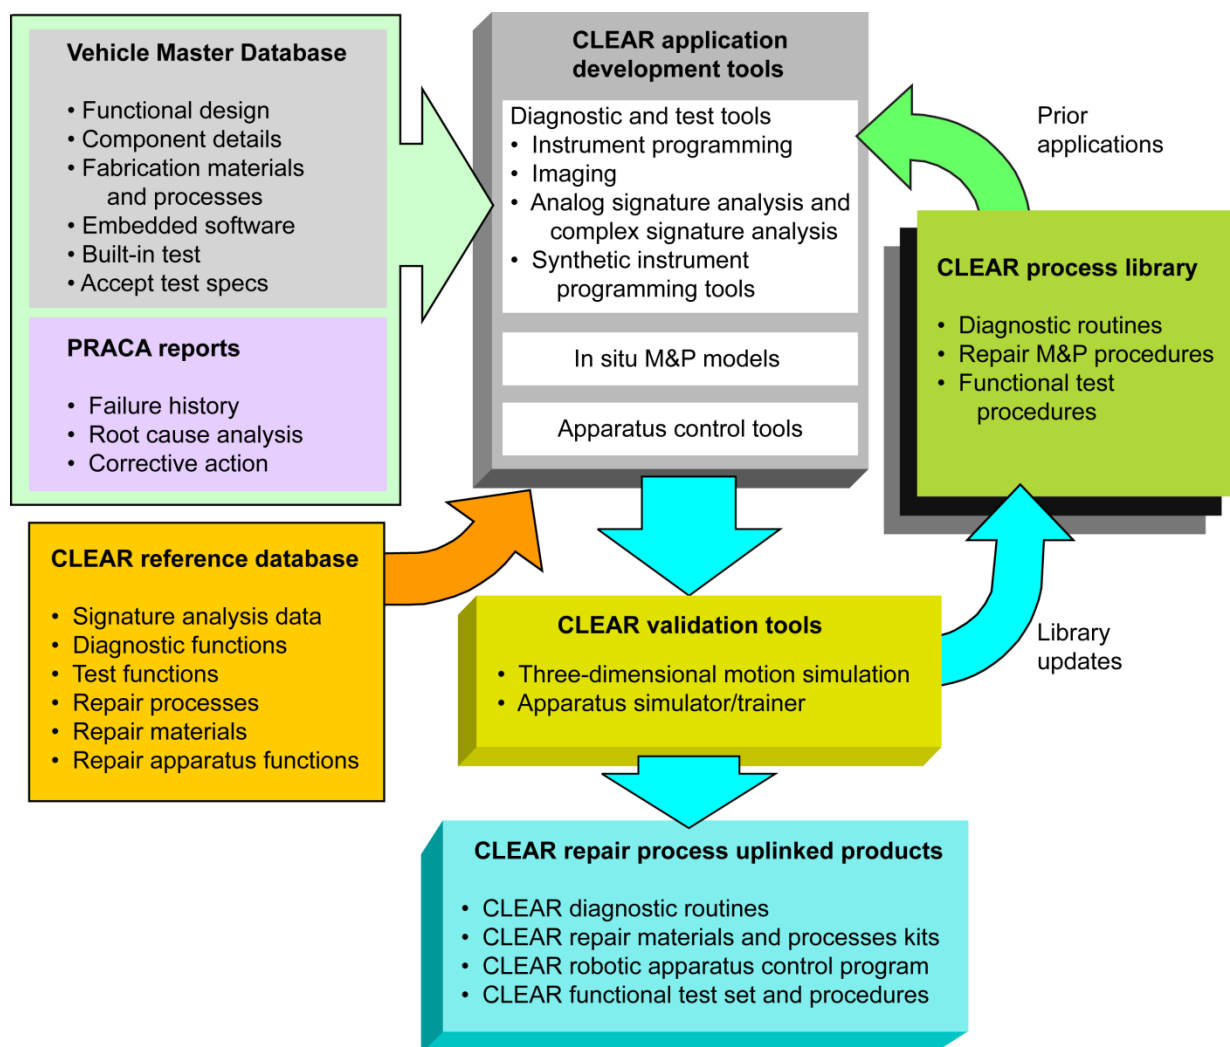 Vehicle Master Database
• Functional design
• Component details
• Fabrication materials
and processes
• Embedded software
• Built-in test
• Accept test specs
PRACA reports
• Failure history
• Root cause analysis
• Corrective action
CLEAR reference database
• Signature analysis data
• Diagnostic functions
• Test functions
• Repair processes
• Repair materials
• Repair apparatus functions
CLEAR application
development tools
Diagnostic and test tools
• Instrument programming
• Imaging
• Analog signature analysis and
complex signature analysis
• Synthetic instrument
programming tools
In situ M&P models
Apparatus control tools
Prior
applications
CLEAR process library
• Diagnostic routines
• Repair M&P procedures
• Functional test
procedures
Library
updates
CLEAR validation tools
• Three-dimensional motion simulation
• Apparatus simulator/trainer
CLEAR repair process uplinked products
• CLEAR diagnostic routines
• CLEAR repair materials and processes kits
• CLEAR robotic apparatus control program
• CLEAR functional test set and procedures